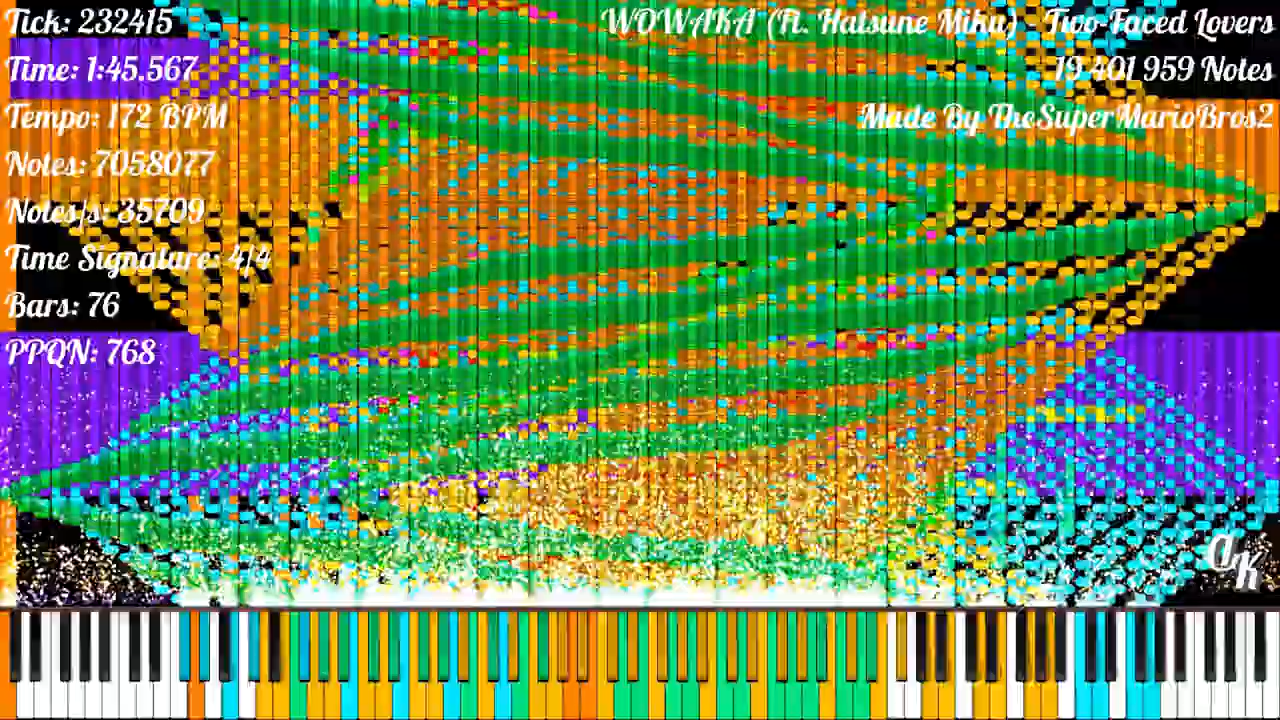 Tick: 232415
Time: 1:45.567
Tempo: 172 BPM
Notes: 7058077
Notes/s: 35709
Time Signature: 4/4
Bars: 76
PPQN: 768
WOWAKA (Ft. Hatsune Miku) - Two-Faced Lovers
19 401 959 Notes
Made By TheSuperMarioBros2
DK